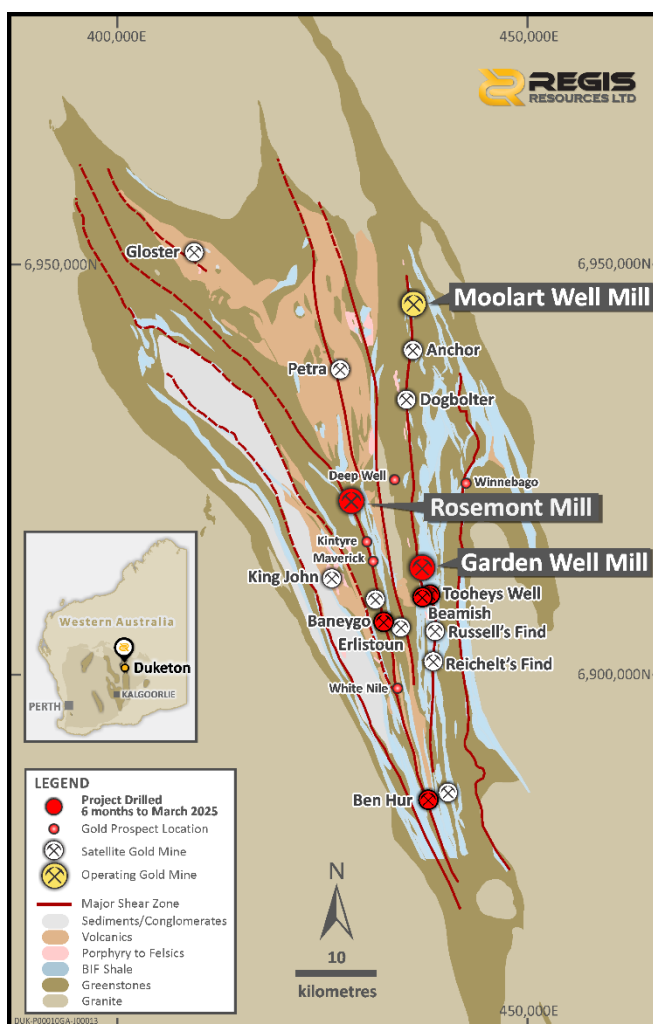 400,000E
450,000E
REGIS
RESOURCES LTD
Gloster
6,950,000N
6,950,000N
Moolart Well Mill
Anchor
Petra
Dogbolter
Deep Well
Winnebago
Rosemont Mill
Kintyre
Maverick
Garden Well Mill
King John
Tooheys Well
Beamish
Baneygo
Russell's Find
Erlistoun
Reichelt's Find
White Nile
6,900,000N
Ben Hur
Western Australia
Duketon
KALGOORLIE
PERTH
LEGEND
Project Drilled
6 months to March 2025
Gold Prospect Location
Satellite Gold Mine
Operating Gold Mine
Major Shear Zone
Sediments/Conglomerates
Volcanics
Porphyry to Felsics
BIF Shale
Greenstones
Granite
N
10
kilometres
450,000E
DUK-P00010GA-J00013